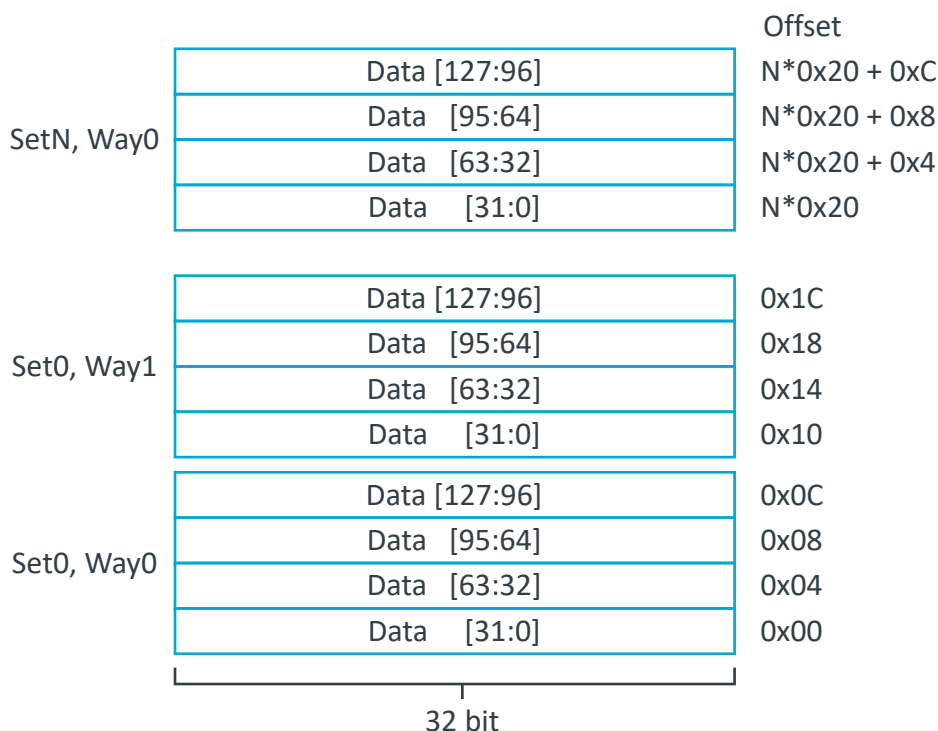 Offset
Data [127:96] N*0x20 + 0xC
Data [95:64] N*0x20 + 0x8
SetN, Way0
Data [63:32] N*0x20 + 0x4
Data [31:0] N*0x20
Data [127:96] 0x1C
Data [95:64] 0x18
Set0, Way1
Data [63:32] 0x14
Data [31:0] 0x10
Data [127:96] 0x0C
Data [95:64] 0x08
Set0, Way0
Data [63:32] 0x04
Data [31:0] 0x00
32 bit